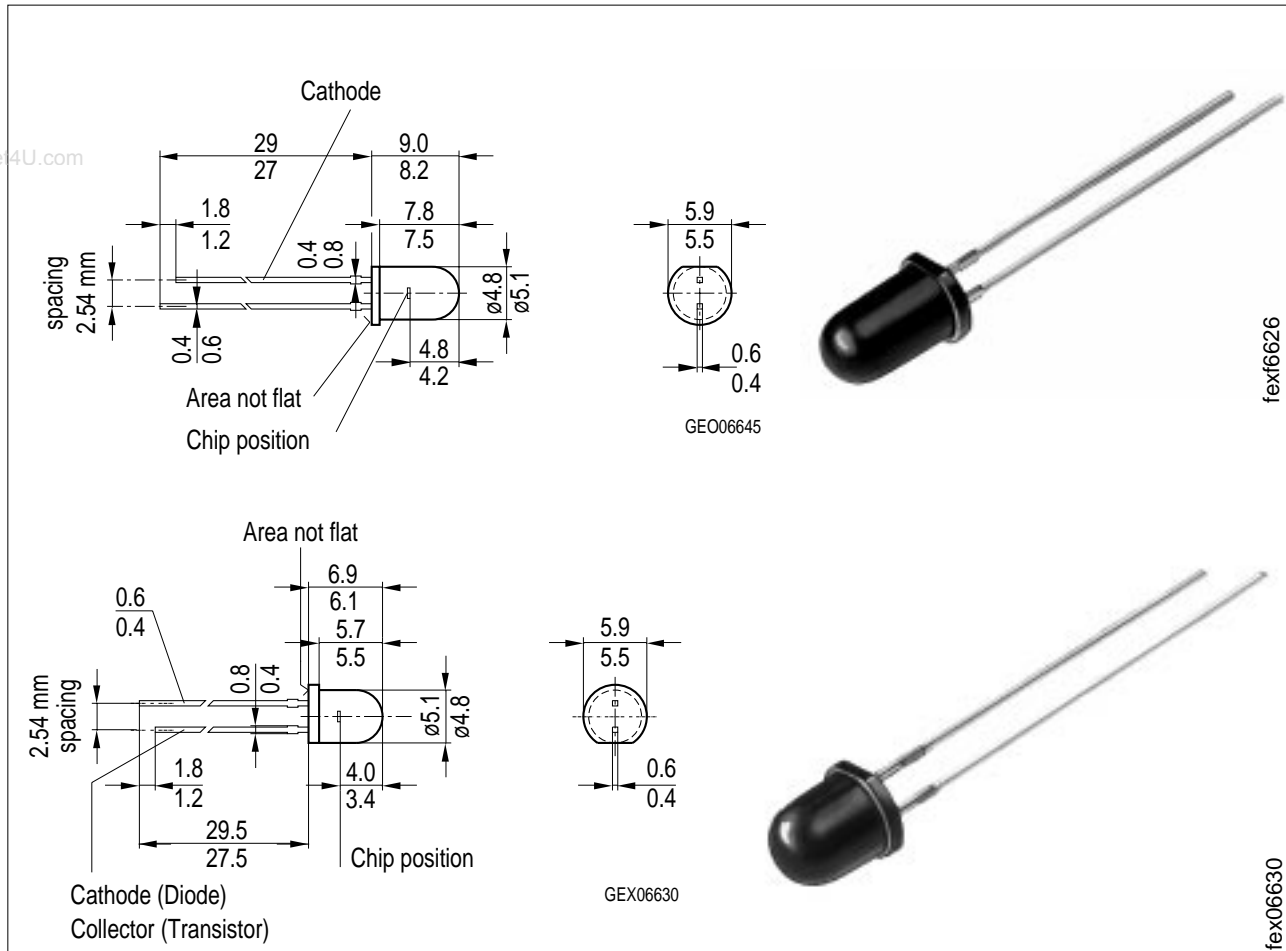 Cathode
et4U.com
29
27
9.0
8.2
7.8
7.5
1.8
1.2
0.4
0.8
5.9
5.5
spacing
2.54 mm
ø4.8
ø5.1
0.4
0.6
4.8
4.2
0.6
0.4
Area not flat
Chip position
GEO06645
fexf6626
Area not flat
6.9
6.1
5.7
5.5
0.6
0.4
0.8
0.4
5.9
5.5
2.54 mm
spacing
ø5.1
ø4.8
1.8
1.2
4.0
3.4
0.6
0.4
29.5
27.5
Chip position
Cathode (Diode)
Collector (Transistor)
GEX06630
fex06630